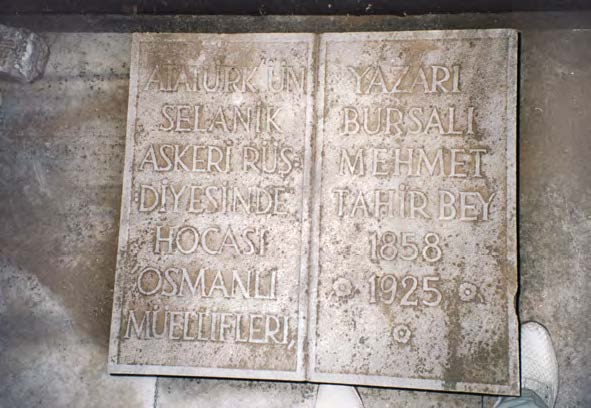 ATATÜRK'ÜN
SELANİK
ASKERİ RÜŞ-
DİYESİNDE
HOCASI
OSMANLI
MÜELLİFLERİ,
YAZARI
BURSALI
MEHMET
TAHİR BEY
1858
1925